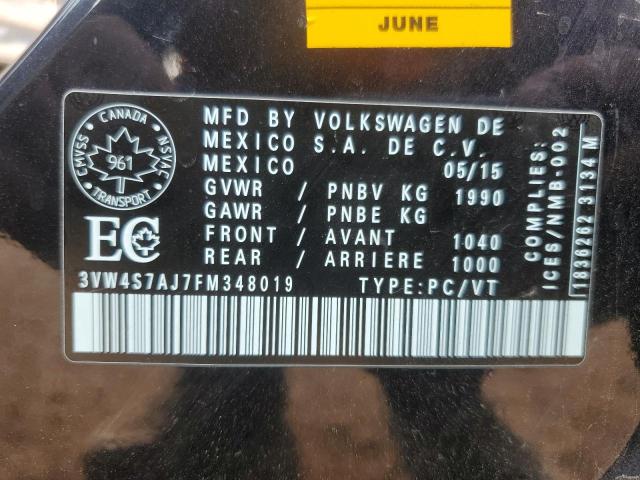 JUNE
CANADA
CMVSS
NSVAC
961
TRANSPORT
EC
MFD BY VOLKSWAGEN DE
MEXICO S.A. DE C.V.
MEXICO 05/15
GVWR / PNBV KG 1990
GAWR / PNBE KG
FRONT / AVANT 1040
REAR / ARRIERE 1000
3VW4S7AJ7FM348019 TYPE:PC/VT
COMPLIES:
ICES/NMB-002
1836262 3134 M